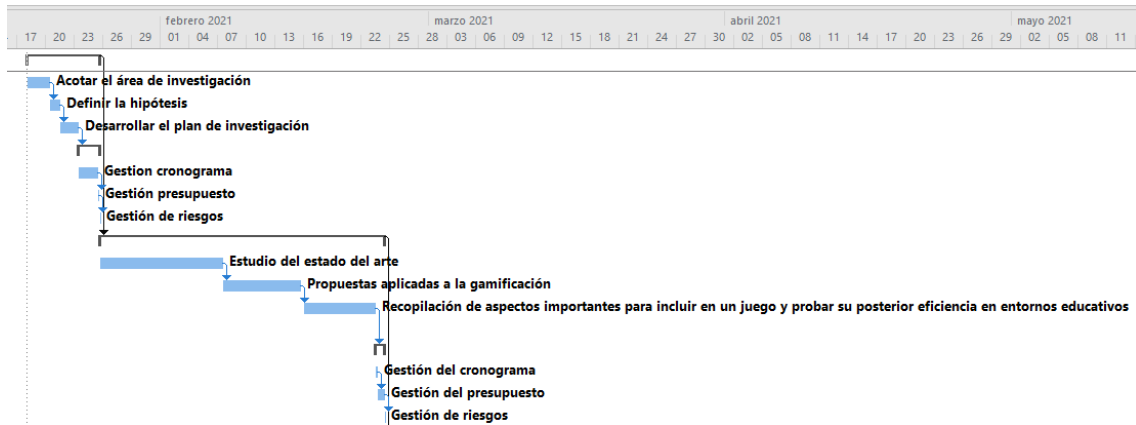 febrero 2021 marzo 2021 abril 2021 mayo 2021
17 20 23 26 29 01 04 07 10 13 16 19 22 25 28 03 06 09 12 15 18 21 24 27 30 02 05 08 11 14 17 20 23 26 29 02 05 08 11
Acotar el área de investigación
Definir la hipótesis
Desarrollar el plan de investigación
Gestion cronograma
Gestión presupuesto
Gestión de riesgos
Estudio del estado del arte
Propuestas aplicadas a la gamificación
Recopilación de aspectos importantes para incluir en un juego y probar su posterior eficiencia en entornos educativos
Gestión del cronograma
Gestión del presupuesto
Gestión de riesgos